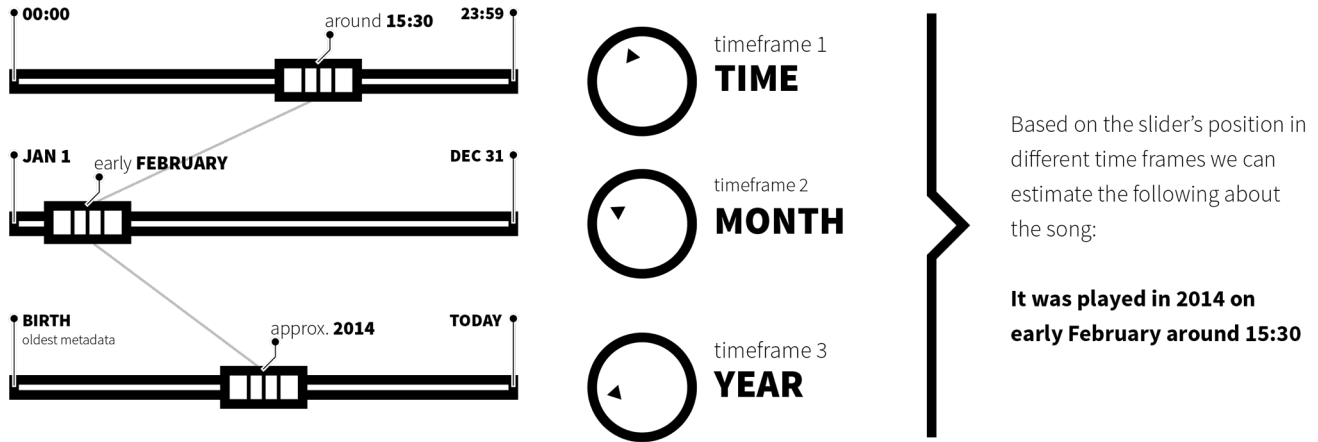 00:00
around 15:30
23:59
JAN 1
early FEBRUARY
DEC 31
BIRTH
oldest metadata
approx. 2014
TODAY
timeframe 1
TIME
timeframe 2
MONTH
timeframe 3
YEAR
Based on the slider’s position in
different time frames we can
estimate the following about
the song:
It was played in 2014 on
early February around 15:30